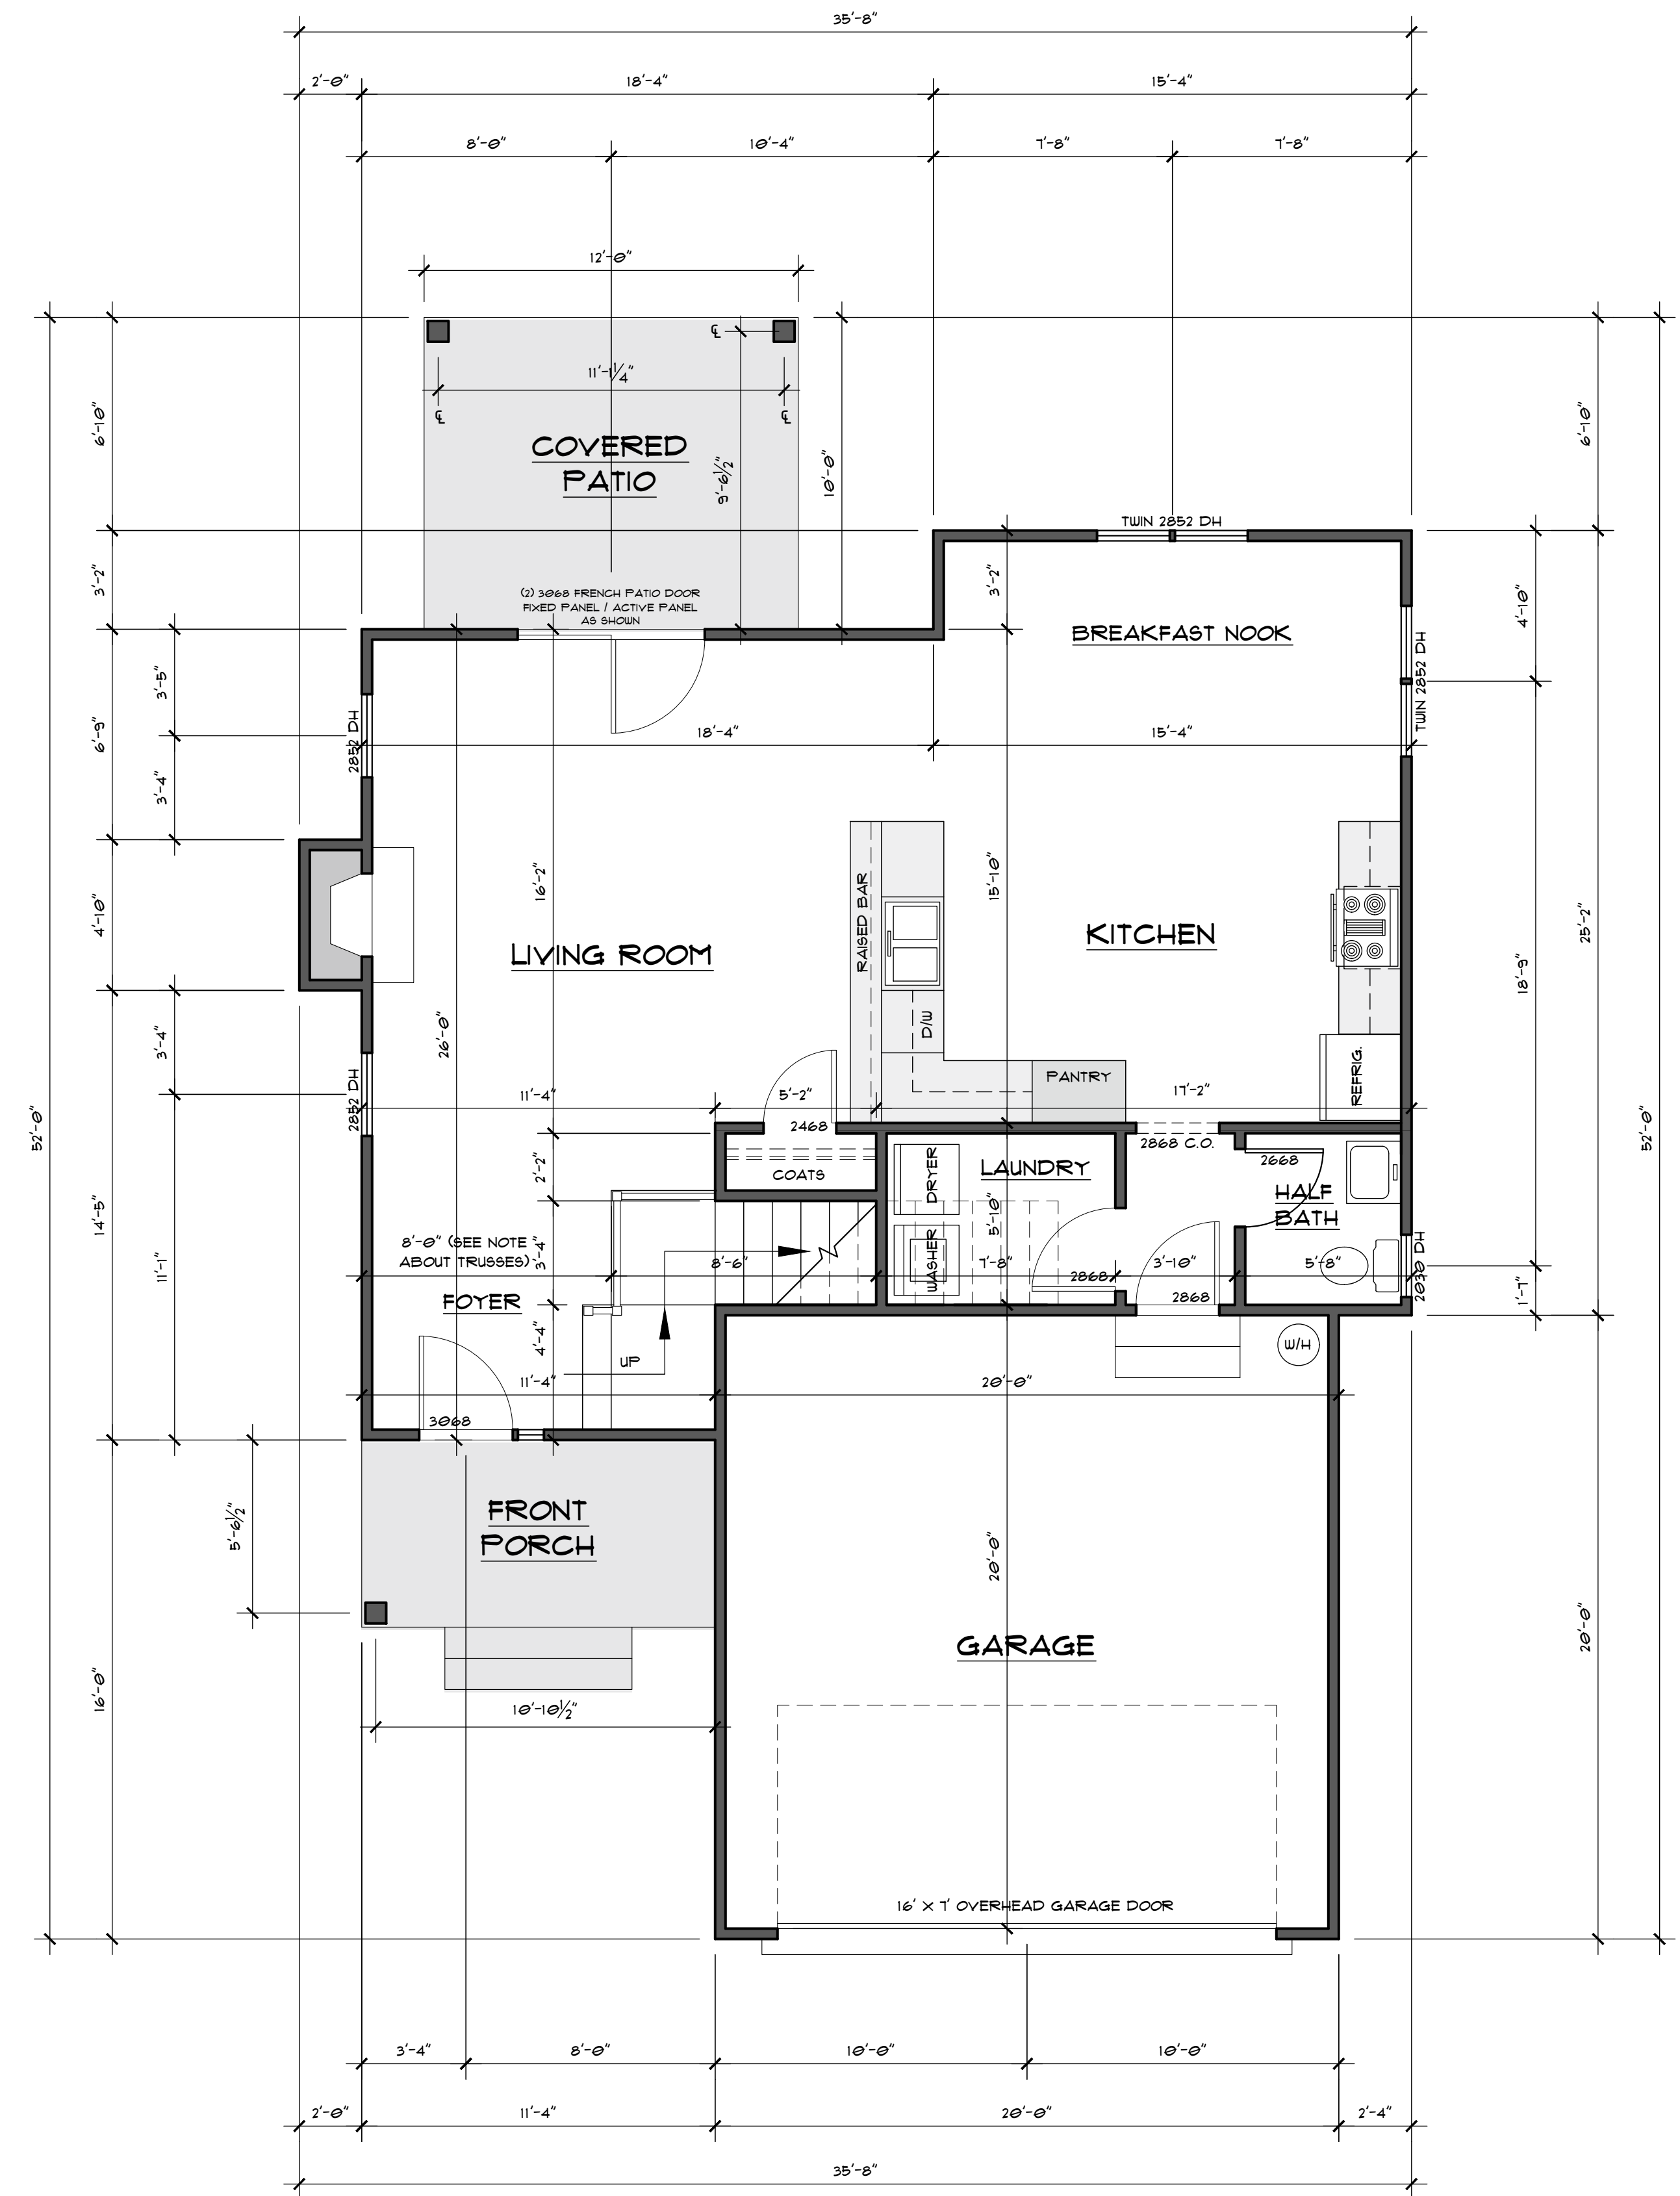 35'-8"
2'-0"
18'-4"
15'-4"
8'-0"
10'-4"
7'-8"
7'-8"
12'-0"
℄
11'-1 1/4"
℄
℄
6'-10"
6'-10"
COVERED
PATIO
9'-6 1/2"
10'-0"
TWIN 2852 DH
3'-2"
3'-2"
(2) 3068 FRENCH PATIO DOOR
FIXED PANEL / ACTIVE PANEL
AS SHOWN
4'-10"
BREAKFAST NOOK
TWIN 2852 DH
3'-5"
6'-9"
2852 DH
18'-4"
15'-4"
3'-4"
16'-2"
15'-10"
RAISED BAR
4'-10"
KITCHEN
25'-2"
LIVING ROOM
18'-9"
26'-0"
3'-4"
D/W
PANTRY
REFRIG.
2852 DH
11'-4"
5'-2"
17'-2"
52'-0"
52'-0"
2468
2868 C.O.
2'-2"
COATS
DRYER
LAUNDRY
2668
HALF
BATH
14'-5"
5'-10"
8'-0" (SEE NOTE
ABOUT TRUSSES)
3'-4"
8'-6"
WASHER
7'-8"
2868
3'-10"
5'-8"
2030 DH
11'-1"
FOYER
2868
1'-7"
4'-4"
UP
W/H
11'-4"
20'-0"
3068
5'-6 1/2"
FRONT
PORCH
20'-0"
20'-0"
GARAGE
16'-0"
10'-10 1/2"
16' X 7' OVERHEAD GARAGE DOOR
3'-4"
8'-0"
10'-0"
10'-0"
2'-0"
11'-4"
20'-0"
2'-4"
35'-8"